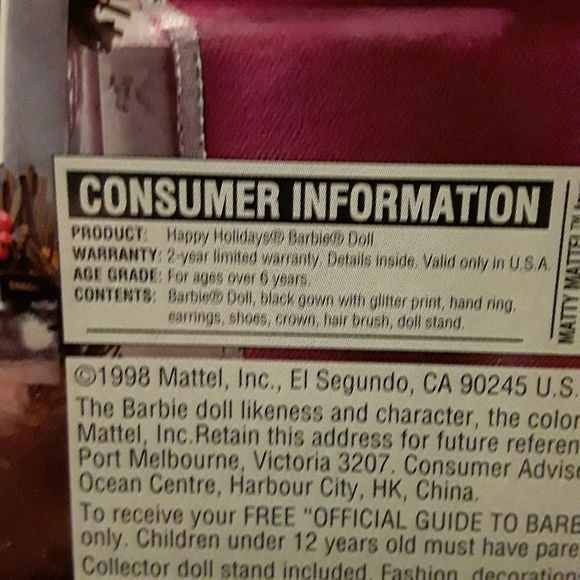 CONSUMER INFORMATION
PRODUCT: Happy Holidays® Barbie® Doll
WARRANTY: 2-year limited warranty. Details inside. Valid only in U.S.A.
AGE GRADE: For ages over 6 years.
CONTENTS: Barbie® Doll, black gown with glitter print, hand ring,
earrings, shoes, crown, hair brush, doll stand.
MATTY MATTEL™
©1998 Mattel, Inc., El Segundo, CA 90245 U.S.
The Barbie doll likeness and character, the color
Mattel, Inc.Retain this address for future referen
Port Melbourne, Victoria 3207. Consumer Adviso
Ocean Centre, Harbour City, HK, China.
To receive your FREE "OFFICIAL GUIDE TO BARB
only. Children under 12 years old must have pare
Collector doll stand included. Fashion, decoration